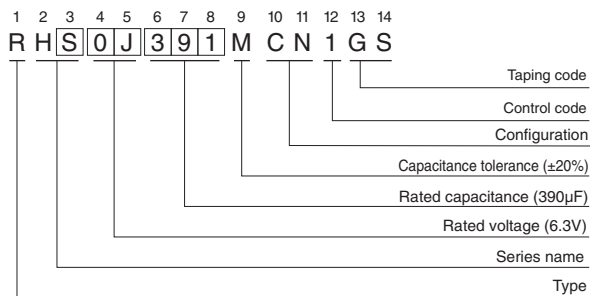 1 2 3 4 5 6 7 8 9 10 11 12 13 14
R H S 0 J 3 9 1 M C N 1 G S
Taping code
Control code
Configuration
Capacitance tolerance (±20%)
Rated capacitance (390µF)
Rated voltage (6.3V)
Series name
Type